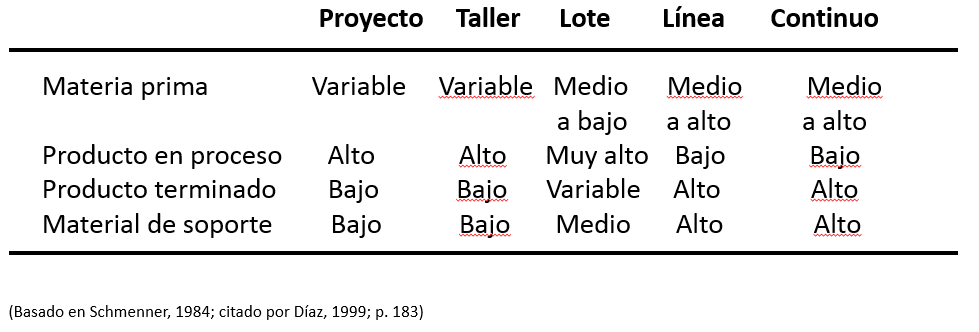 Proyecto Taller Lote Línea Continuo
Materia prima Variable Variable Medio Medio Medio
a bajo a alto a alto
Producto en proceso Alto Alto Muy alto Bajo Bajo
Producto terminado Bajo Bajo Variable Alto Alto
Material de soporte Bajo Bajo Medio Alto Alto
(Basado en Schmenner, 1984; citado por Díaz, 1999; p. 183)